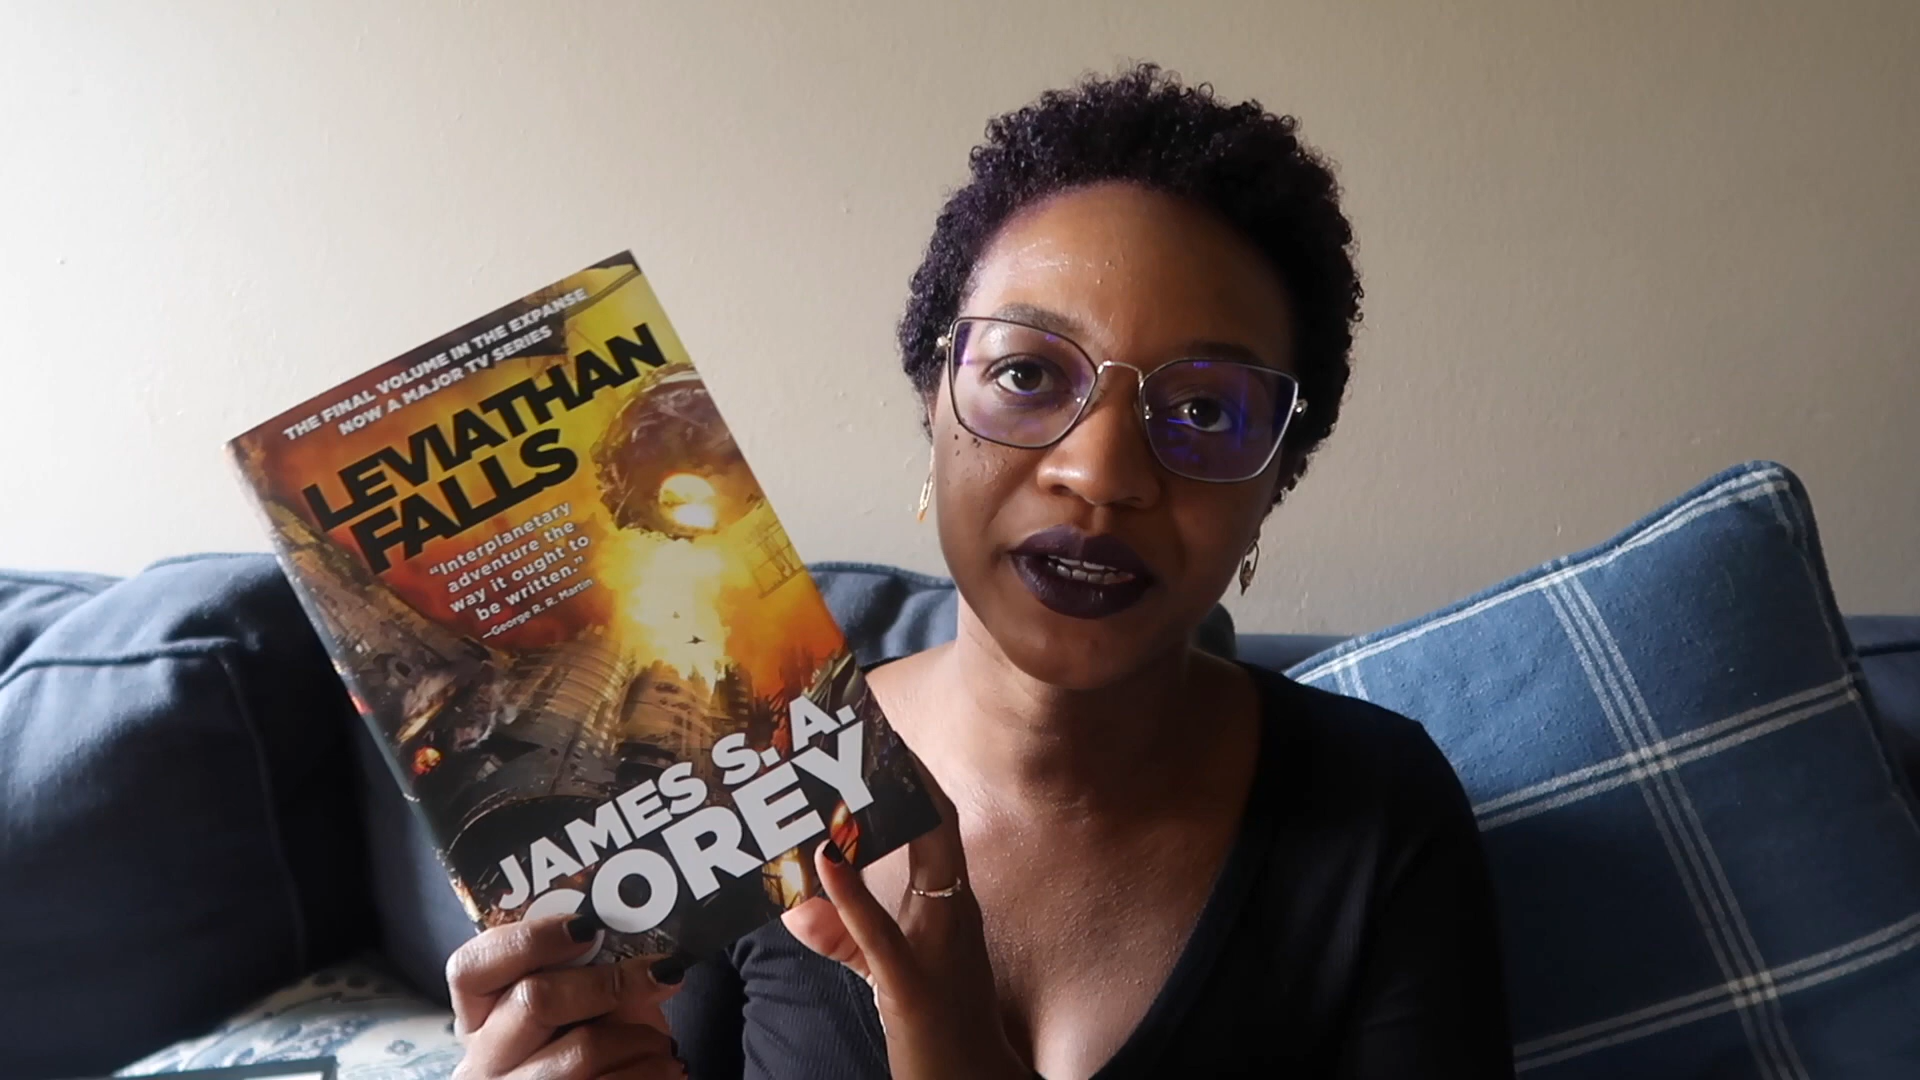 THE FINAL VOLUME IN THE EXPANSE
NOW A MAJOR TV SERIES
LEVIATHAN
FALLS
“Interplanetary
adventure the
way it ought to
be written.”
—George R. R. Martin
JAMES S. A.
COREY